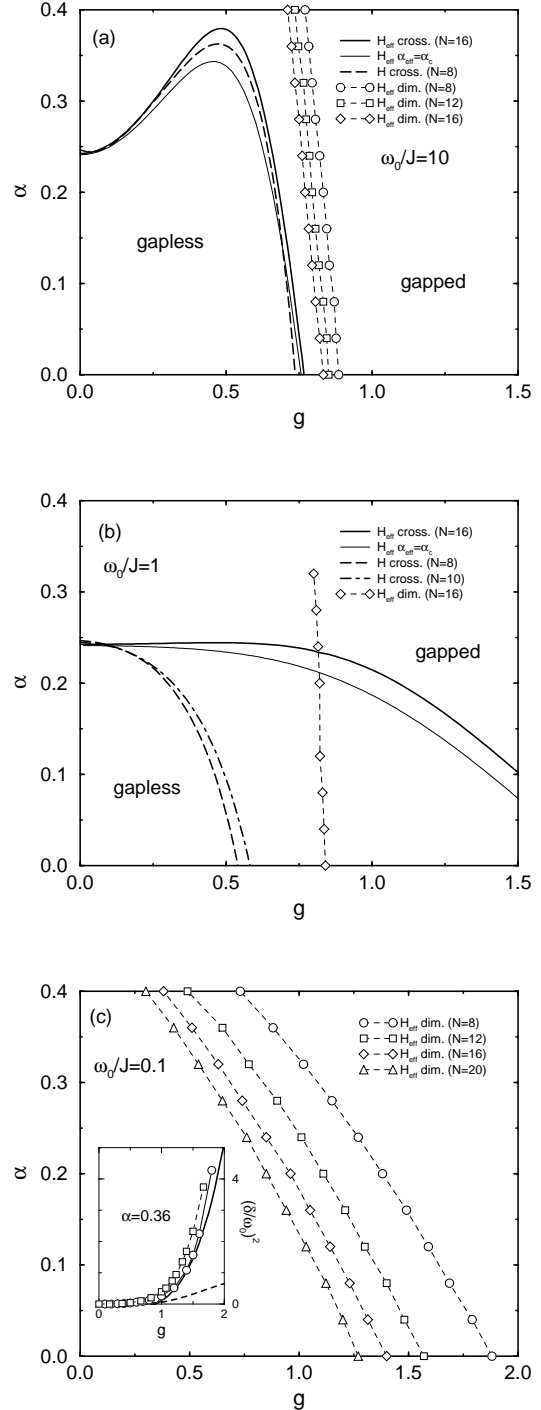 (a)
0.4
0.3
0.2
0.1
0.0
α
0.0 0.5 1.0 1.5
g
H_eff cross. (N=16)
H_eff α_eff=α_c
H cross. (N=8)
H_eff dim. (N=8)
H_eff dim. (N=12)
H_eff dim. (N=16)
ω_0/J=10
gapless
gapped
(b)
0.4
0.3
0.2
0.1
0.0
α
0.0 0.5 1.0 1.5
g
ω_0/J=1
H_eff cross. (N=16)
H_eff α_eff=α_c
H cross. (N=8)
H cross. (N=10)
H_eff dim. (N=16)
gapped
gapless
(c)
0.4
0.3
0.2
0.1
0.0
α
0.0 0.5 1.0 1.5 2.0
g
ω_0/J=0.1
H_eff dim. (N=8)
H_eff dim. (N=12)
H_eff dim. (N=16)
H_eff dim. (N=20)
α=0.36
4
0
(δ/ω_0)^2
0 1 2
g